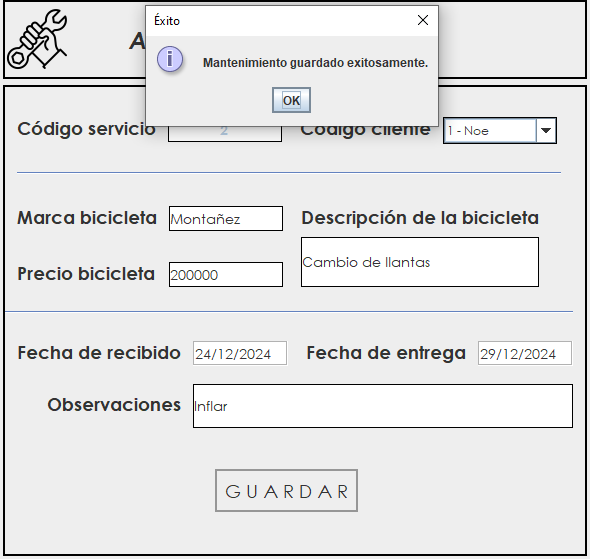 Éxito
Mantenimiento guardado exitosamente.
OK
Código servicio 2 Código cliente 1 - Noe
Marca bicicleta Montañez Descripción de la bicicleta
Precio bicicleta 200000 Cambio de llantas
Fecha de recibido 24/12/2024 Fecha de entrega 29/12/2024
Observaciones Inflar
GUARDAR